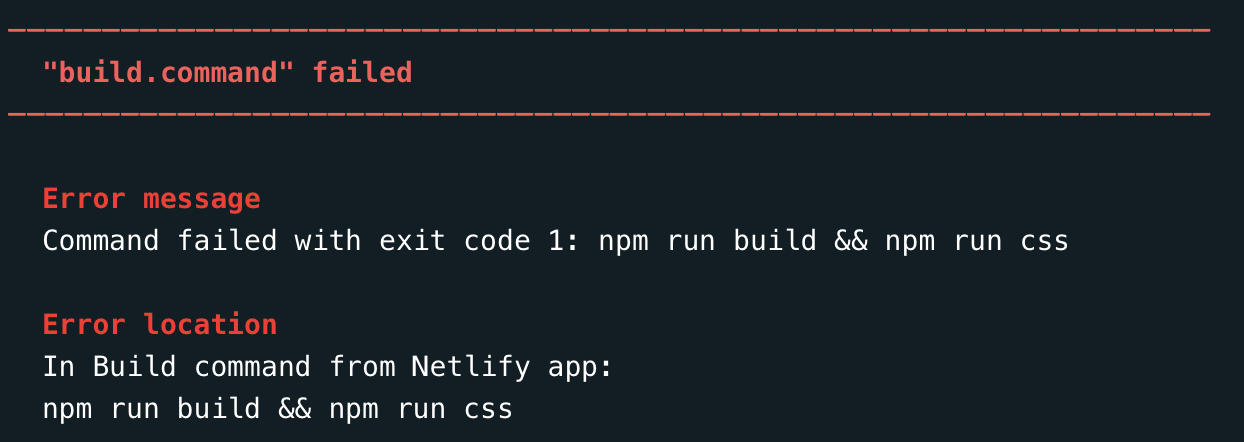 "build.command" failed
Error message
Command failed with exit code 1: npm run build && npm run css
Error location
In Build command from Netlify app:
npm run build && npm run css